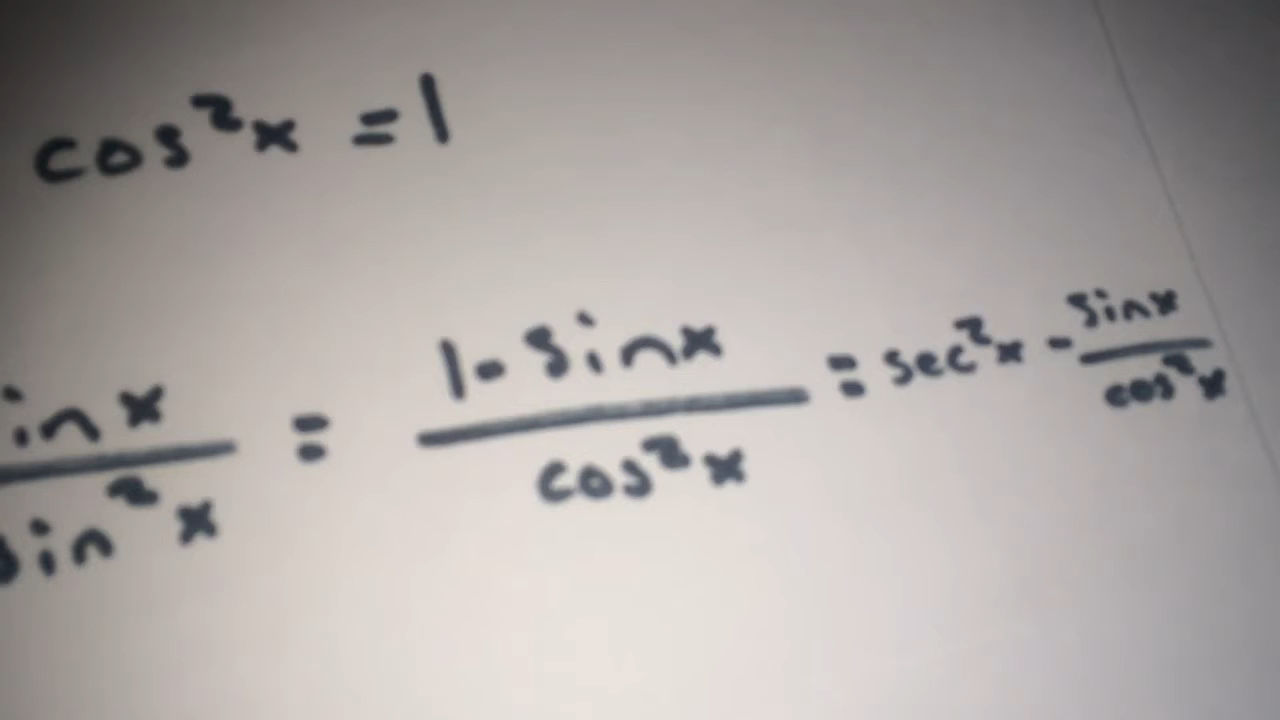 cos²x = 1
in x / in² x = 1 - sin x / cos² x = sec² x - sin x / cos² x